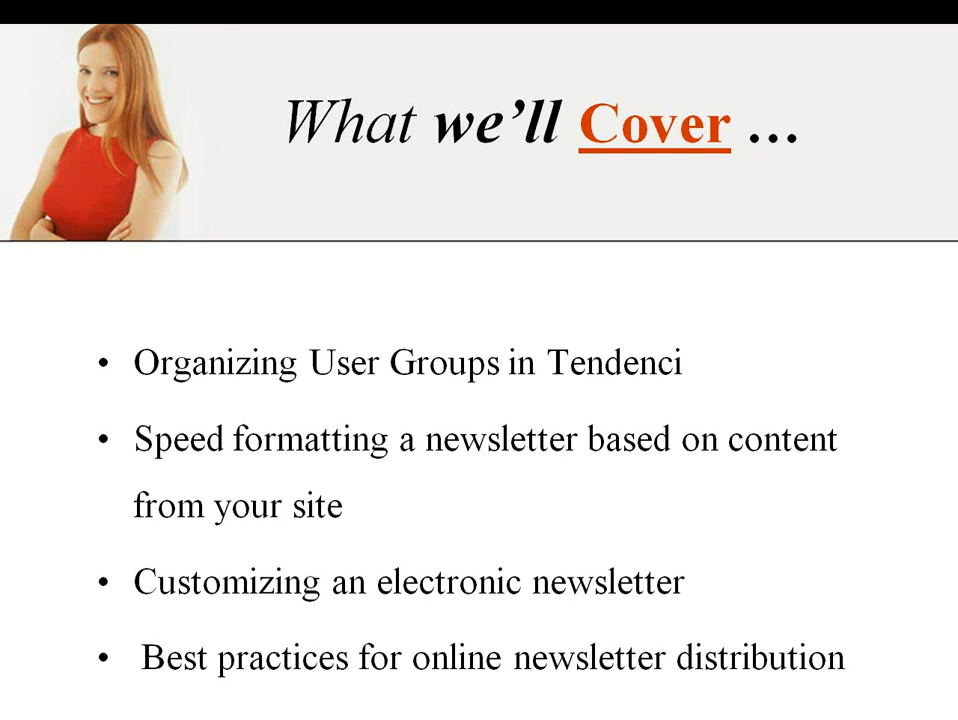 What we'll Cover ...
• Organizing User Groups in Tendenci
• Speed formatting a newsletter based on content
from your site
• Customizing an electronic newsletter
• Best practices for online newsletter distribution